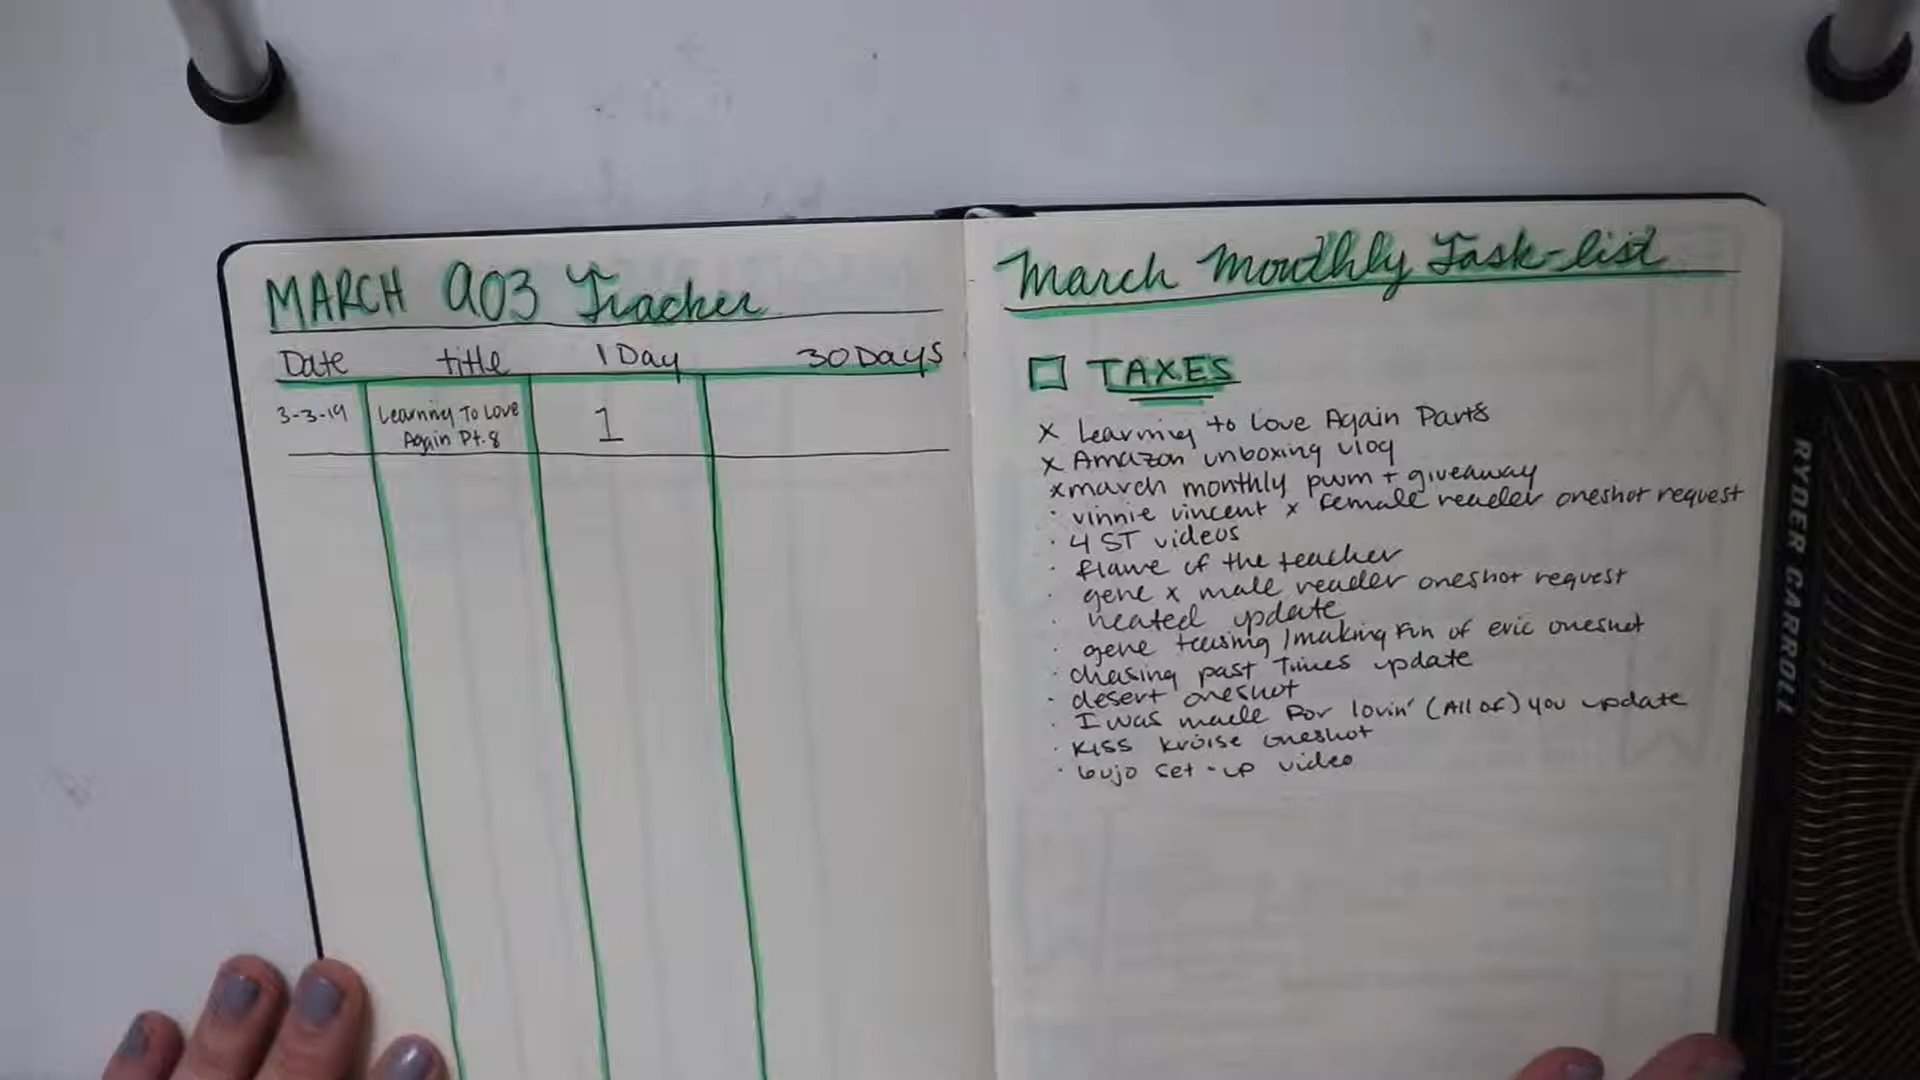 MARCH AO3 Tracker
Date title 1 Day 30 Days
3-3-19 Learning To Love Again Pt.8 1
March Monthly Task-list
TAXES
x Learning to Love Again Part 8
x Amazon unboxing vlog
x march monthly pwm + giveaway
· vinnie vincent x female reader oneshot request
· 4 ST videos
· flame of the teacher
· gene x male reader oneshot request
· heated update
· gene teasing / making fun of eric oneshot
· chasing past Times update
· desert oneshot
· I was made for lovin' (All of) you update
· KISS kruise oneshot
· bujo set-up video
RYDER CARROLL